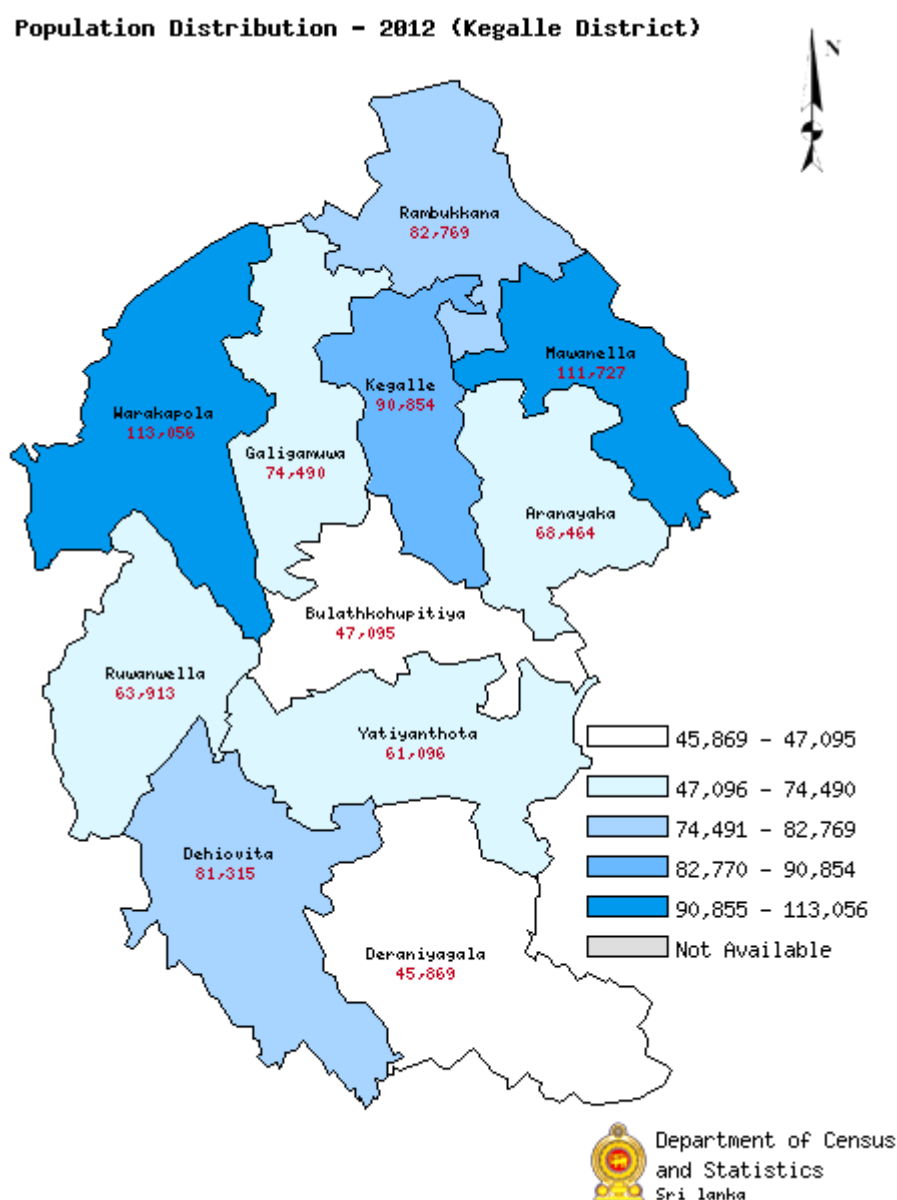 Population Distribution - 2012 (Kegalle District)
N
Rambukkana
82,769
Mawanella
111,727
Kegalle
90,854
Warakapola
113,056
Galigamuwa
74,490
Aranayaka
68,464
Bulathkohupitiya
47,095
Ruwanwella
63,913
Yatiyanthota
61,096
45,869 - 47,095
47,096 - 74,490
74,491 - 82,769
82,770 - 90,854
90,855 - 113,056
Not Available
Dehiovita
81,315
Deraniyagala
45,869
Department of Census
and Statistics
Sri lanka